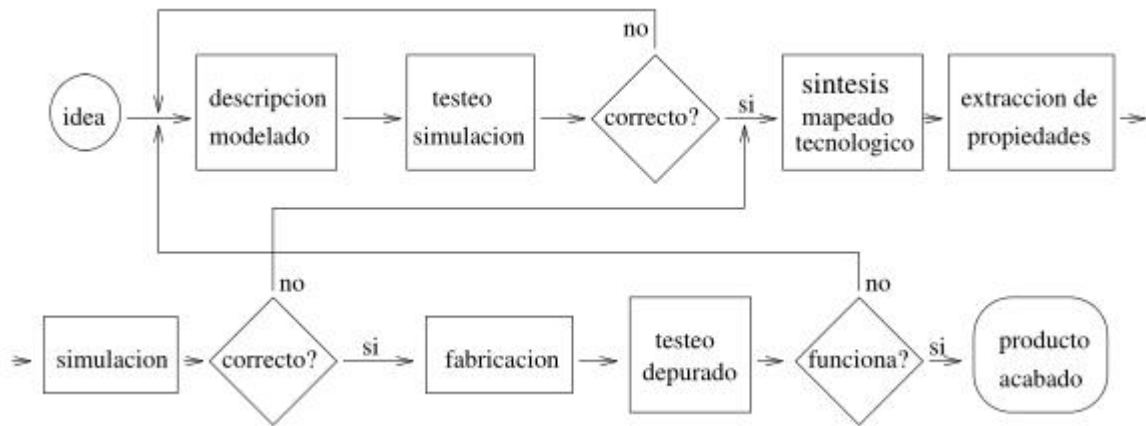 no
idea
descripcion
modelado
testeo
simulacion
correcto?
si
sintesis
mapeado
tecnologico
extraccion de
propiedades
no
no
simulacion
correcto?
si
fabricacion
testeo
depurado
funciona?
si
producto
acabado